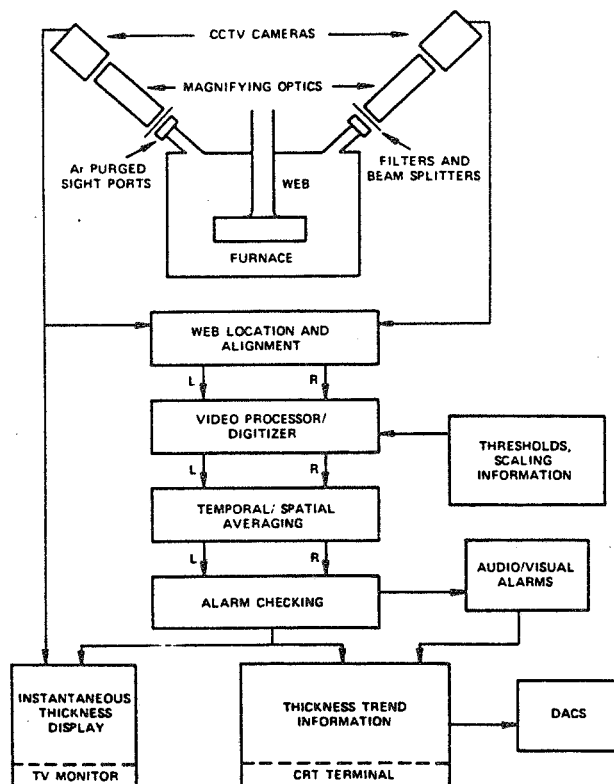 CCTV CAMERAS
MAGNIFYING OPTICS
Ar PURGED
SIGHT PORTS
FILTERS AND
BEAM SPLITTERS
WEB
FURNACE
WEB LOCATION AND
ALIGNMENT
L
R
VIDEO PROCESSOR/
DIGITIZER
THRESHOLDS,
SCALING
INFORMATION
L
R
TEMPORAL/ SPATIAL
AVERAGING
L
R
ALARM CHECKING
AUDIO/VISUAL
ALARMS
INSTANTANEOUS
THICKNESS
DISPLAY
TV MONITOR
THICKNESS TREND
INFORMATION
CRT TERMINAL
DACS